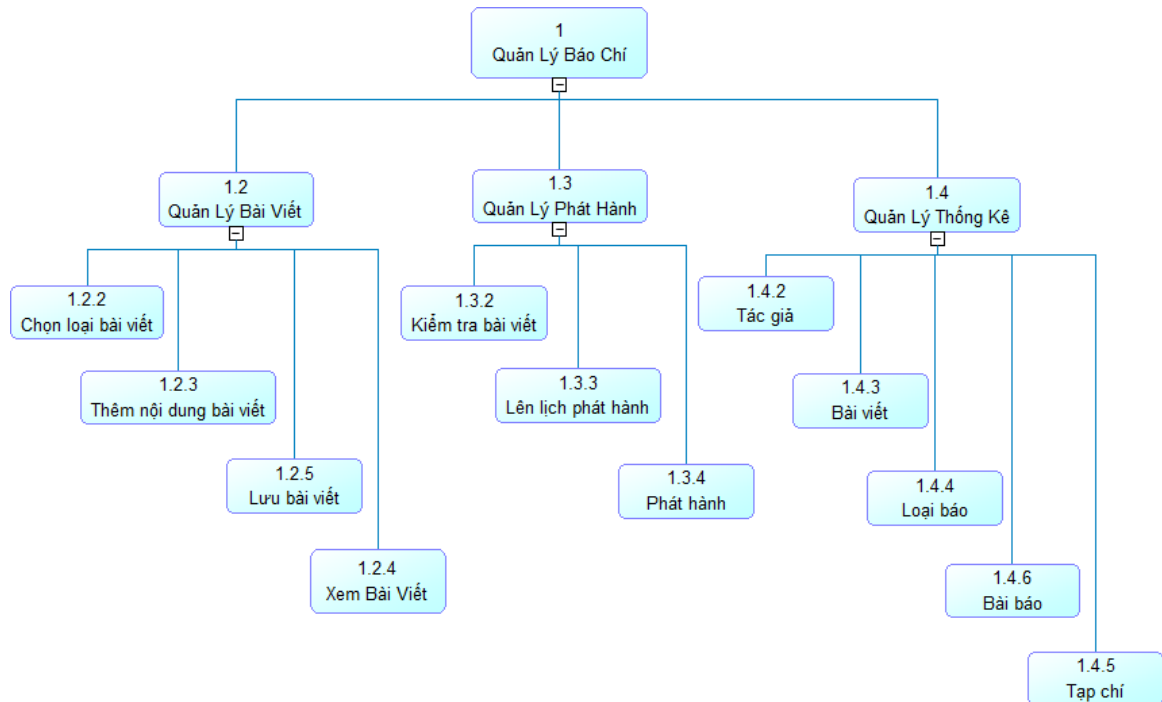 1
Quản Lý Báo Chí
1.2
Quản Lý Bài Viết
1.3
Quản Lý Phát Hành
1.4
Quản Lý Thống Kê
1.2.2
Chọn loại bài viết
1.2.3
Thêm nội dung bài viết
1.2.5
Lưu bài viết
1.2.4
Xem Bài Viết
1.3.2
Kiểm tra bài viết
1.3.3
Lên lịch phát hành
1.3.4
Phát hành
1.4.2
Tác giả
1.4.3
Bài viết
1.4.4
Loại báo
1.4.6
Bài báo
1.4.5
Tạp chí